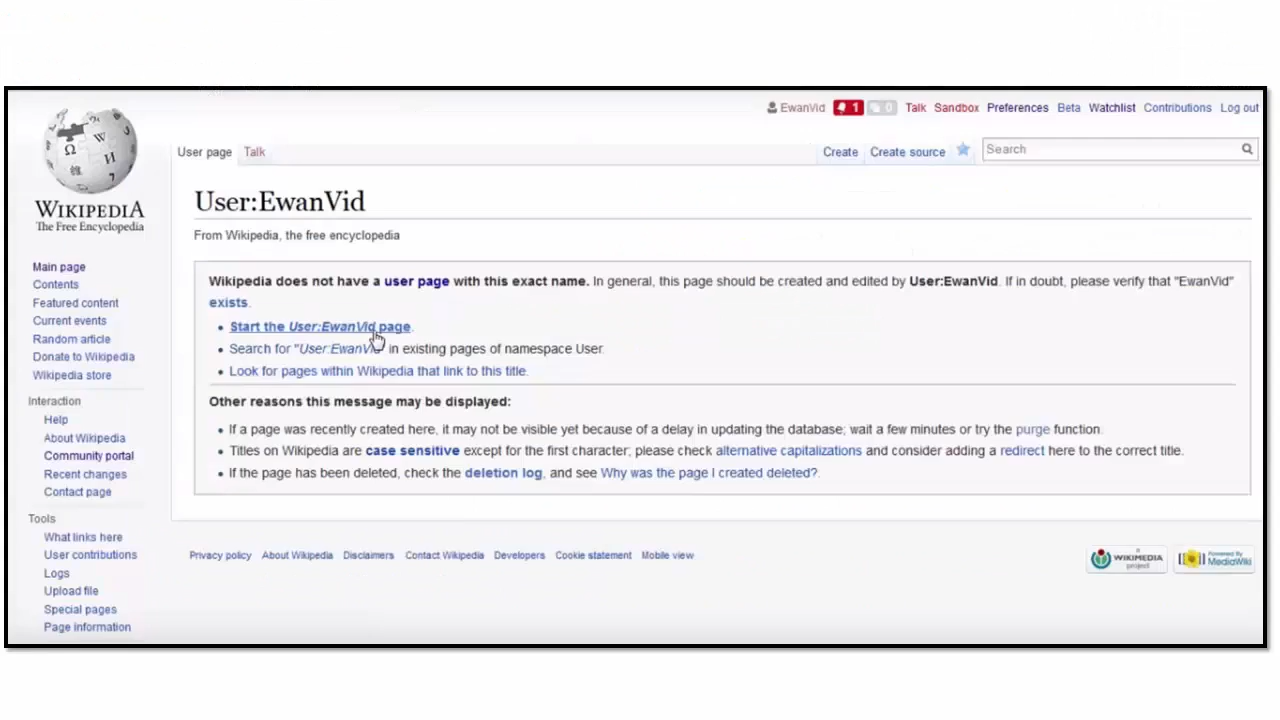 EwanVid 1 0 Talk Sandbox Preferences Beta Watchlist Contributions Log out
User page Talk Create Create source Search
WIKIPEDIA
The Free Encyclopedia
User:EwanVid
From Wikipedia, the free encyclopedia
Wikipedia does not have a user page with this exact name. In general, this page should be created and edited by User:EwanVid. If in doubt, please verify that "EwanVid"
exists.
Start the User:EwanVid page.
Search for "User:EwanVid" in existing pages of namespace User.
Look for pages within Wikipedia that link to this title.
Other reasons this message may be displayed:
If a page was recently created here, it may not be visible yet because of a delay in updating the database; wait a few minutes or try the purge function.
Titles on Wikipedia are case sensitive except for the first character; please check alternative capitalizations and consider adding a redirect here to the correct title.
If the page has been deleted, check the deletion log, and see Why was the page I created deleted?.
Main page
Contents
Featured content
Current events
Random article
Donate to Wikipedia
Wikipedia store
Interaction
Help
About Wikipedia
Community portal
Recent changes
Contact page
Tools
What links here
User contributions
Logs
Upload file
Special pages
Page information
Privacy policy About Wikipedia Disclaimers Contact Wikipedia Developers Cookie statement Mobile view
A WIKIMEDIA project
Powered By MediaWiki